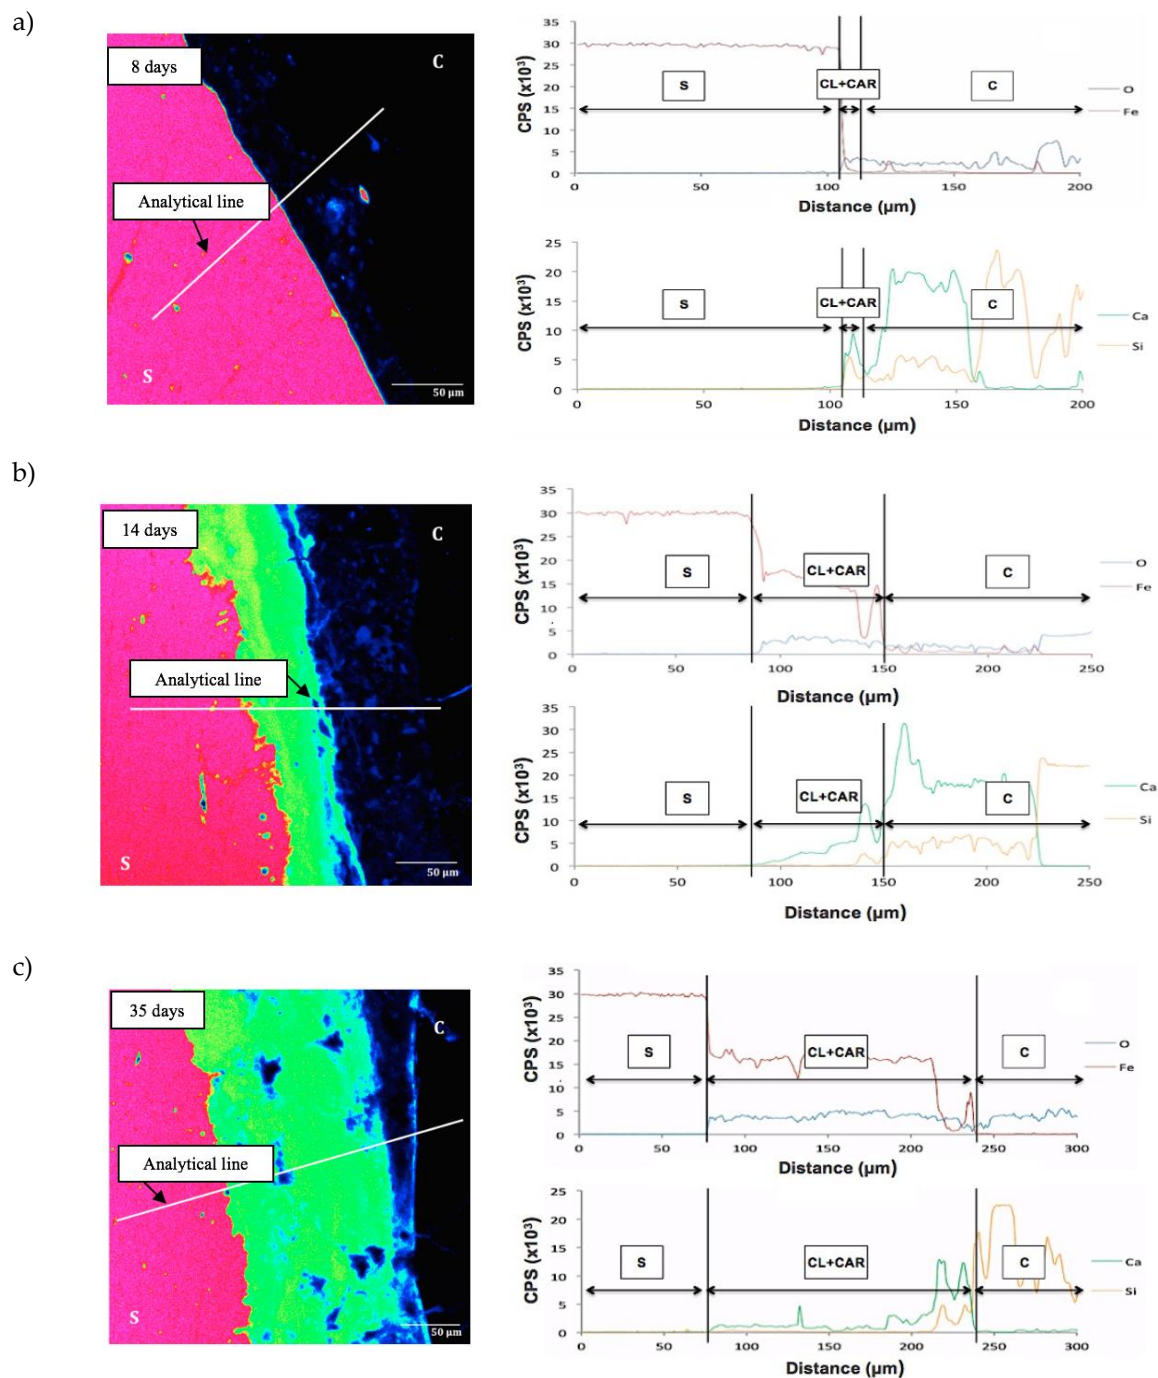 a)
8 days
C
Analytical line
S
50 µm
CPS (x10³)
35
30
25
20
15
10
5
0
S
CL+CAR
C
O
Fe
0 50 100 150 200
Distance (µm)
CPS (x10³)
25
20
15
10
5
0
S
CL+CAR
C
Ca
Si
0 50 100 150 200
Distance (µm)
b)
14 days
C
Analytical line
S
50 µm
CPS (x10³)
35
30
25
20
15
10
5
0
S
CL+CAR
C
O
Fe
0 50 100 150 200 250
Distance (µm)
CPS (x10³)
35
30
25
20
15
10
5
0
S
CL+CAR
C
Ca
Si
0 50 100 150 200 250
Distance (µm)
c)
35 days
C
Analytical line
S
50 µm
CPS (x10³)
35
30
25
20
15
10
5
0
S
CL+CAR
C
O
Fe
0 50 100 150 200 250 300
Distance (µm)
CPS (x10³)
25
20
15
10
5
0
S
CL+CAR
C
Ca
Si
0 50 100 150 200 250 300
Distance (µm)